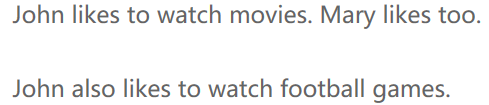 John likes to watch movies. Mary likes too.
John also likes to watch football games.